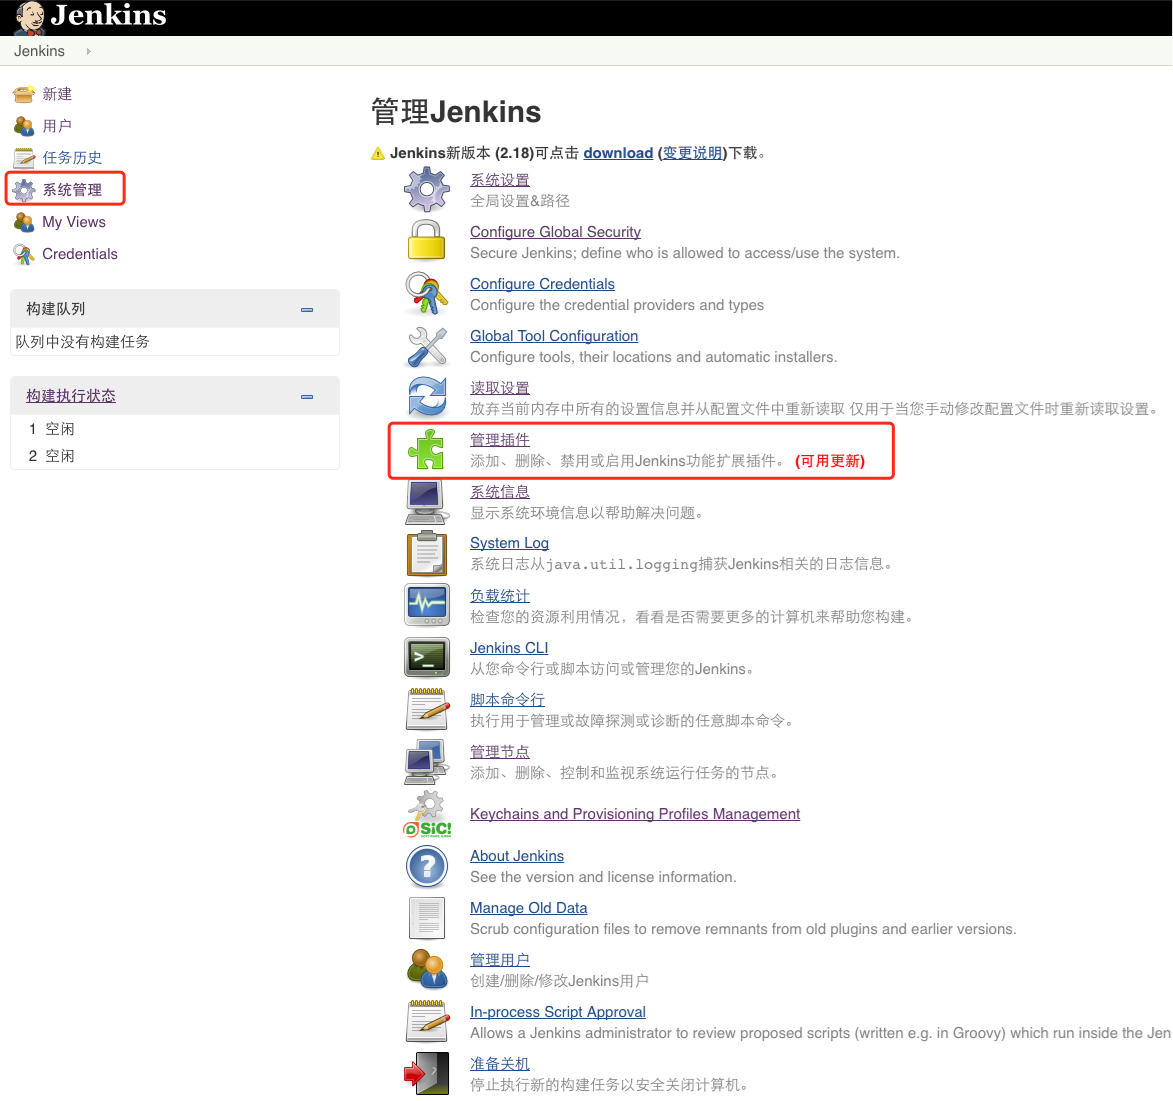 Jenkins
Jenkins
新建
用户
任务历史
系统管理
My Views
Credentials
构建队列
队列中没有构建任务
构建执行状态
1 空闲
2 空闲
管理Jenkins
Jenkins新版本 (2.18)可点击 download (变更说明)下载。
系统设置
全局设置&路径
Configure Global Security
Secure Jenkins; define who is allowed to access/use the system.
Configure Credentials
Configure the credential providers and types
Global Tool Configuration
Configure tools, their locations and automatic installers.
读取设置
放弃当前内存中所有的设置信息并从配置文件中重新读取 仅用于当您手动修改配置文件时重新读取设置。
管理插件
添加、删除、禁用或启用Jenkins功能扩展插件。 (可用更新)
系统信息
显示系统环境信息以帮助解决问题。
System Log
系统日志从java.util.logging捕获Jenkins相关的日志信息。
负载统计
检查您的资源利用情况，看看是否需要更多的计算机来帮助您构建。
Jenkins CLI
从您命令行或脚本访问或管理您的Jenkins。
脚本命令行
执行用于管理或故障探测或诊断的任意脚本命令。
管理节点
添加、删除、控制和监视系统运行任务的节点。
SiC!
Keychains and Provisioning Profiles Management
About Jenkins
See the version and license information.
Manage Old Data
Scrub configuration files to remove remnants from old plugins and earlier versions.
管理用户
创建/删除/修改Jenkins用户
In-process Script Approval
Allows a Jenkins administrator to review proposed scripts (written e.g. in Groovy) which run inside the Jen
准备关机
停止执行新的构建任务以安全关闭计算机。